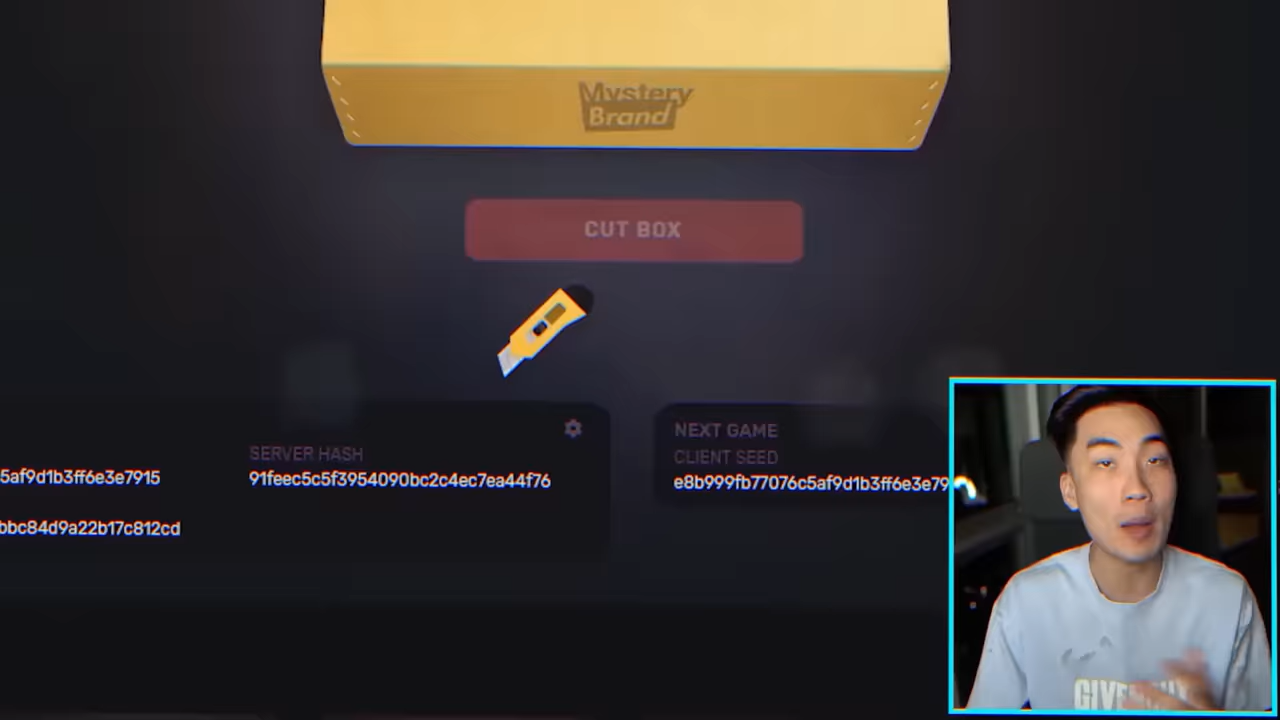 Mystery
Brand
CUT BOX
SERVER HASH
5af9d1b3ff6e3e7915
91feec5c5f3954090bc2c4ec7ea44f76
bbc84d9a22b17c812cd
NEXT GAME
CLIENT SEED
e8b999fb77076c5af9d1b3ff6e3e79